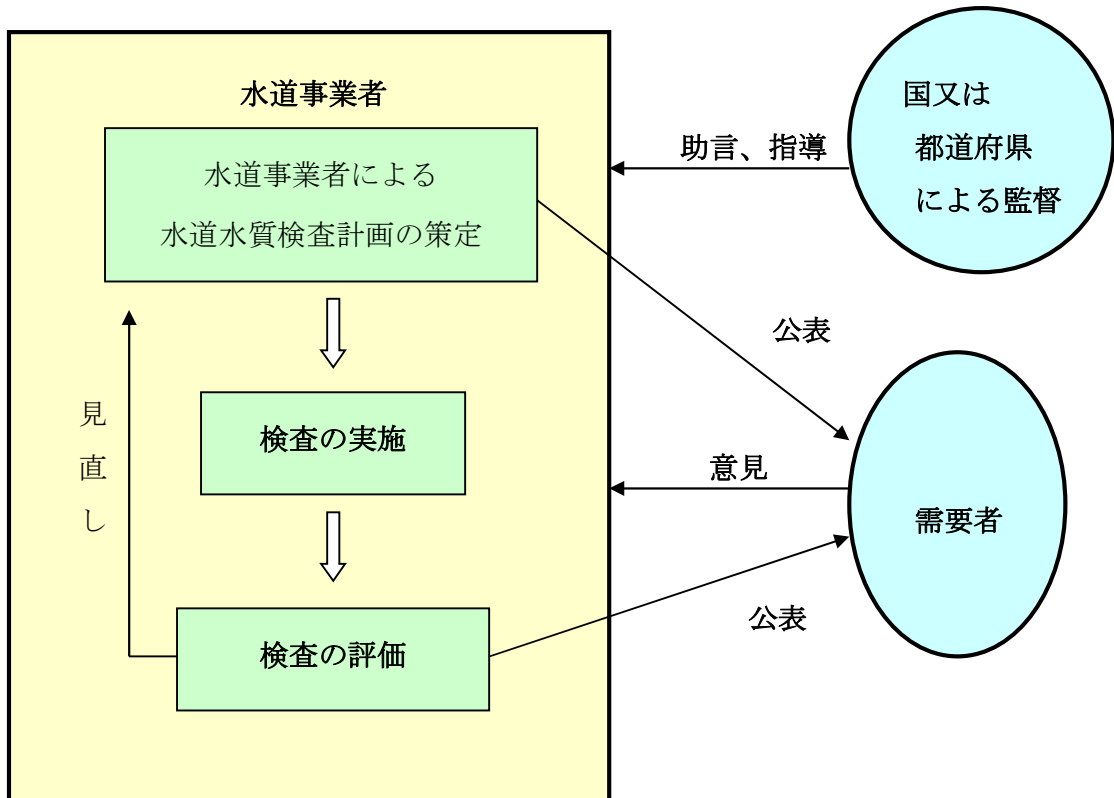 水道事業者
水道事業者による
水道水質検査計画の策定
検査の実施
検査の評価
見直し
助言、指導
国又は
都道府県
による監督
公表
意見
需要者
公表